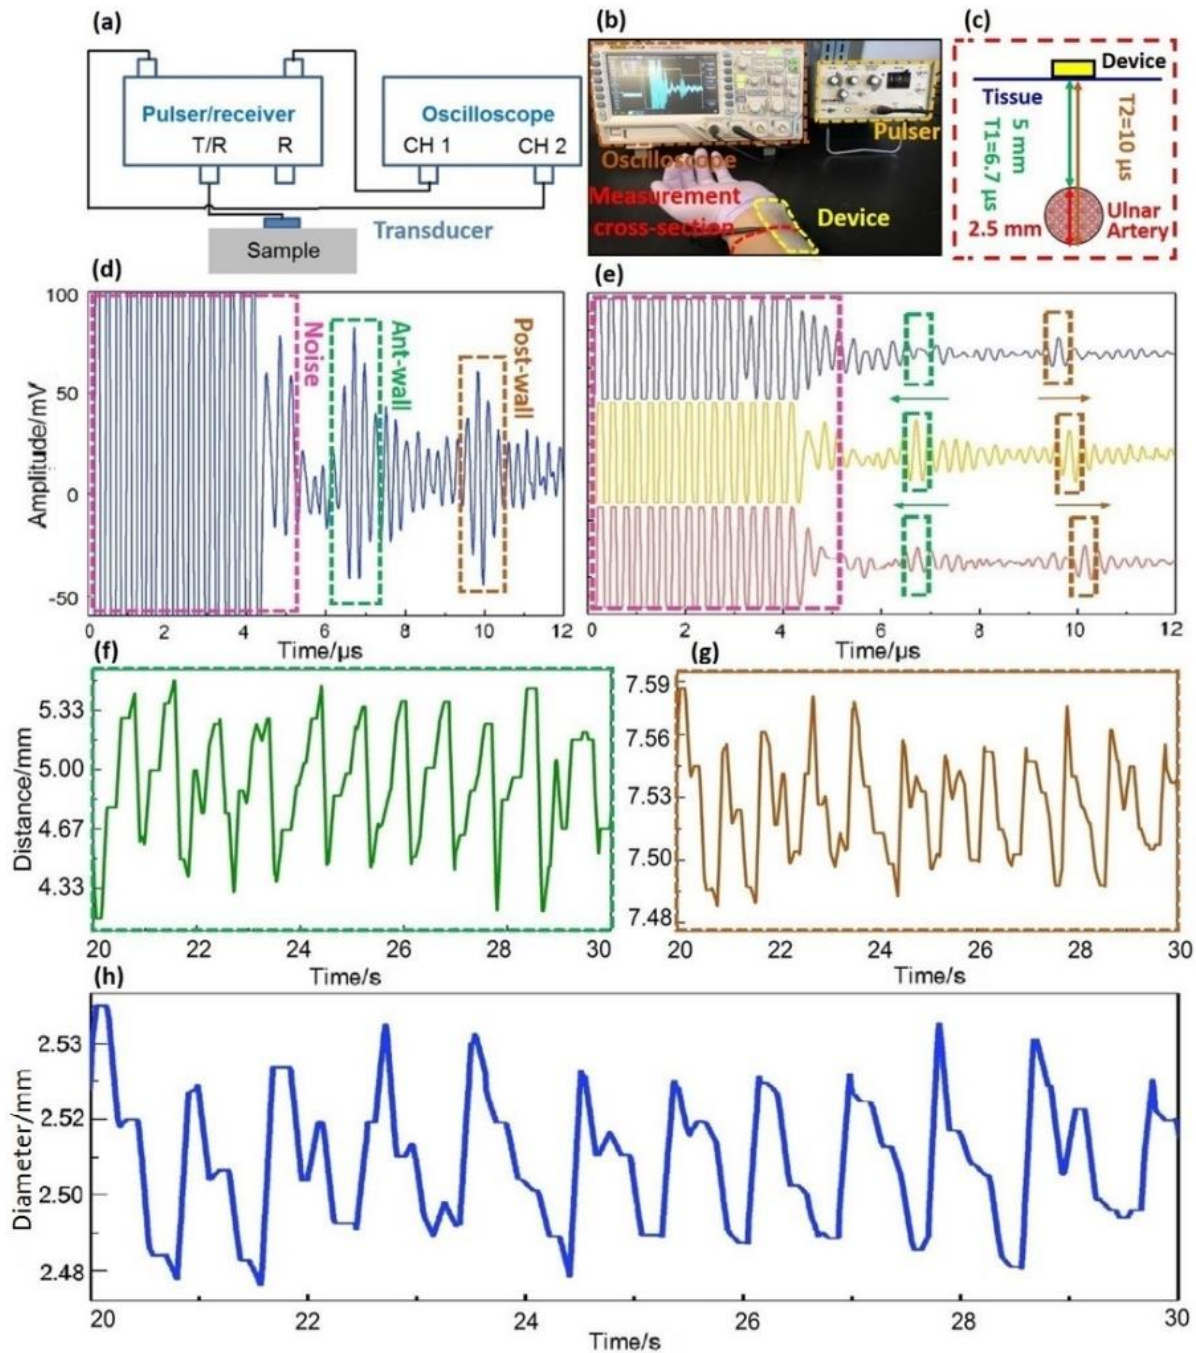 (a)
Pulser/receiver
T/R
R
Oscilloscope
CH 1
CH 2
Transducer
Sample
(b)
Oscilloscope
Pulser
Measurement
cross-section
Device
(c)
Device
Tissue
5 mm
T1=6.7 μs
T2=10 μs
2.5 mm
Ulnar
Artery
(d)
Amplitude/mV
100
50
0
-50
Noise
Ant-wall
Post-wall
0 2 4 6 8 10 12
Time/μs
(e)
0 2 4 6 8 10 12
Time/μs
(f)
Distance/mm
5.33
5.00
4.67
4.33
20 22 24 26 28 30
Time/s
(g)
7.59
7.56
7.53
7.50
7.48
20 22 24 26 28 30
Time/s
(h)
Diameter/mm
2.53
2.52
2.50
2.48
20 22 24 26 28 30
Time/s